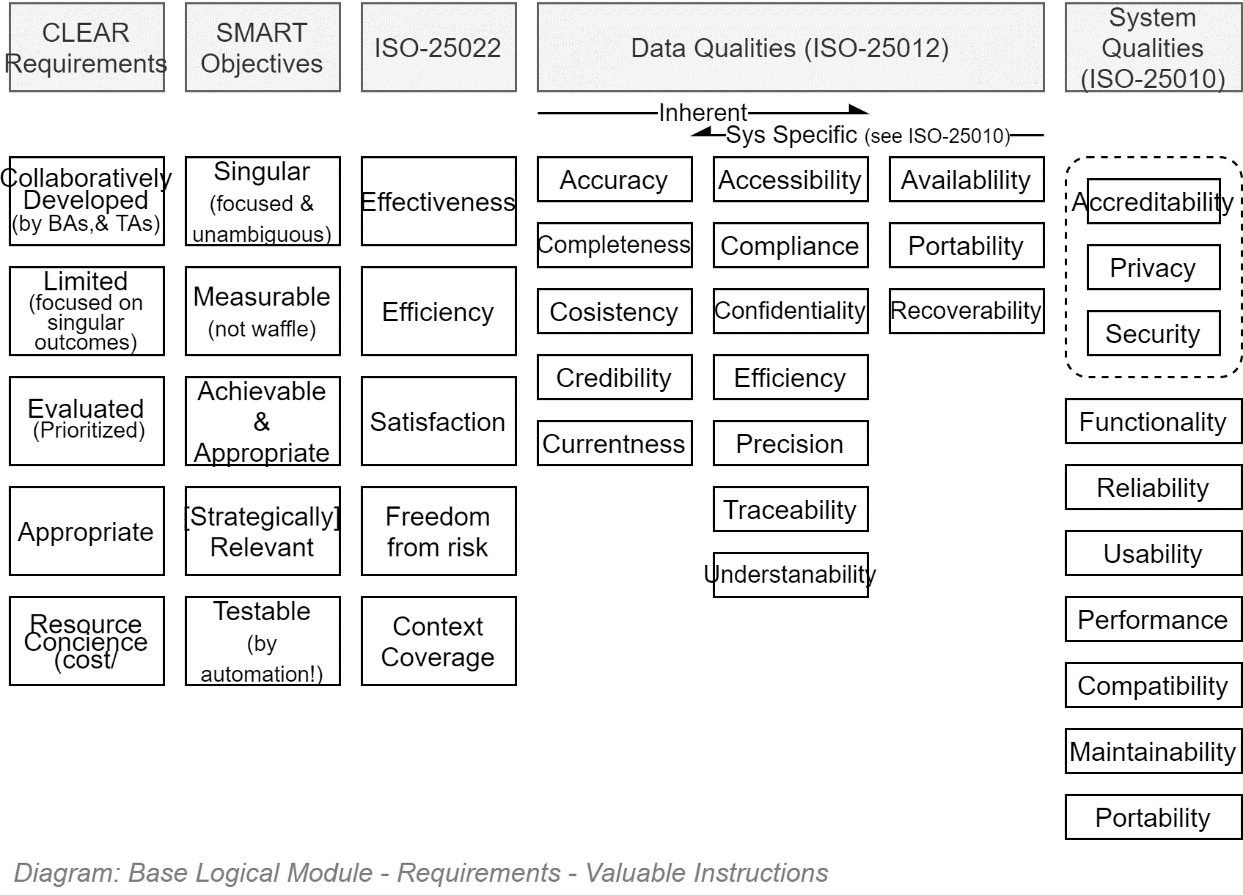 CLEAR
Requirements
SMART
Objectives
ISO-25022
Data Qualities (ISO-25012)
System
Qualities
(ISO-25010)
Inherent
Sys Specific (see ISO-25010)
Collaboratively
Developed
(by BAs,& TAs)
Limited
(focused on
singular
outcomes)
Evaluated
(Prioritized)
Appropriate
Resource
Concience
(cost/
Singular
(focused &
unambiguous)
Measurable
(not waffle)
Achievable
&
Appropriate
[Strategically]
Relevant
Testable
(by
automation!)
Effectiveness
Efficiency
Satisfaction
Freedom
from risk
Context
Coverage
Accuracy
Completeness
Cosistency
Credibility
Currentness
Accessibility
Compliance
Confidentiality
Efficiency
Precision
Traceability
Understanability
Availablility
Portability
Recoverability
Accreditability
Privacy
Security
Functionality
Reliability
Usability
Performance
Compatibility
Maintainability
Portability
Diagram: Base Logical Module - Requirements - Valuable Instructions